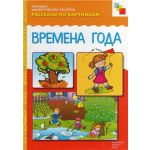 НАГЛЯДНО-
ДИДАКТИЧЕСКОЕ ПОСОБИЕ
РАССКАЗЫ ПО КАРТИНКАМ
ВРЕМЕНА ГОДА